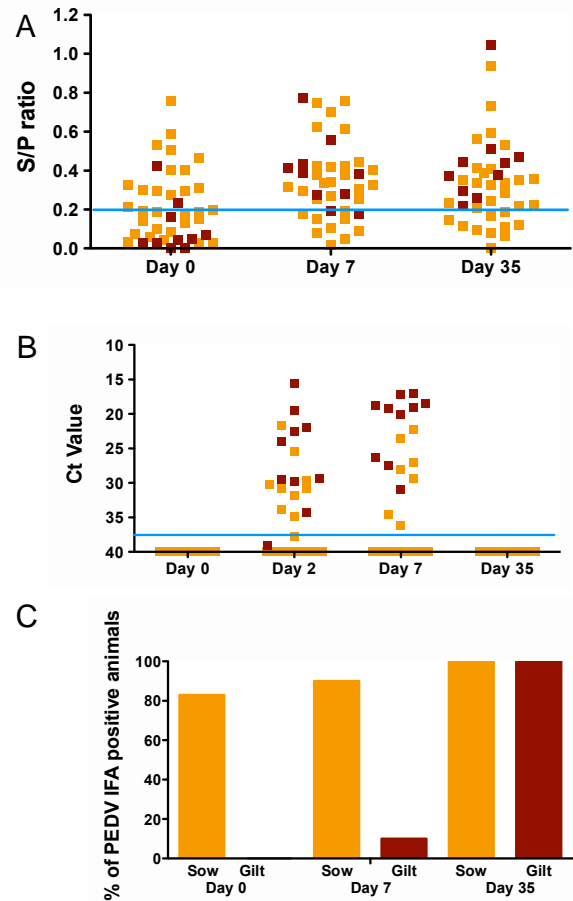 A
S/P ratio
1.2
1.0
0.8
0.6
0.4
0.2
0.0
Day 0 Day 7 Day 35
B
Ct Value
10
15
20
25
30
35
40
Day 0 Day 2 Day 7 Day 35
C
% of PEDV IFA positive animals
100
80
60
40
20
0
Sow Gilt Sow Gilt Sow Gilt
Day 0 Day 7 Day 35